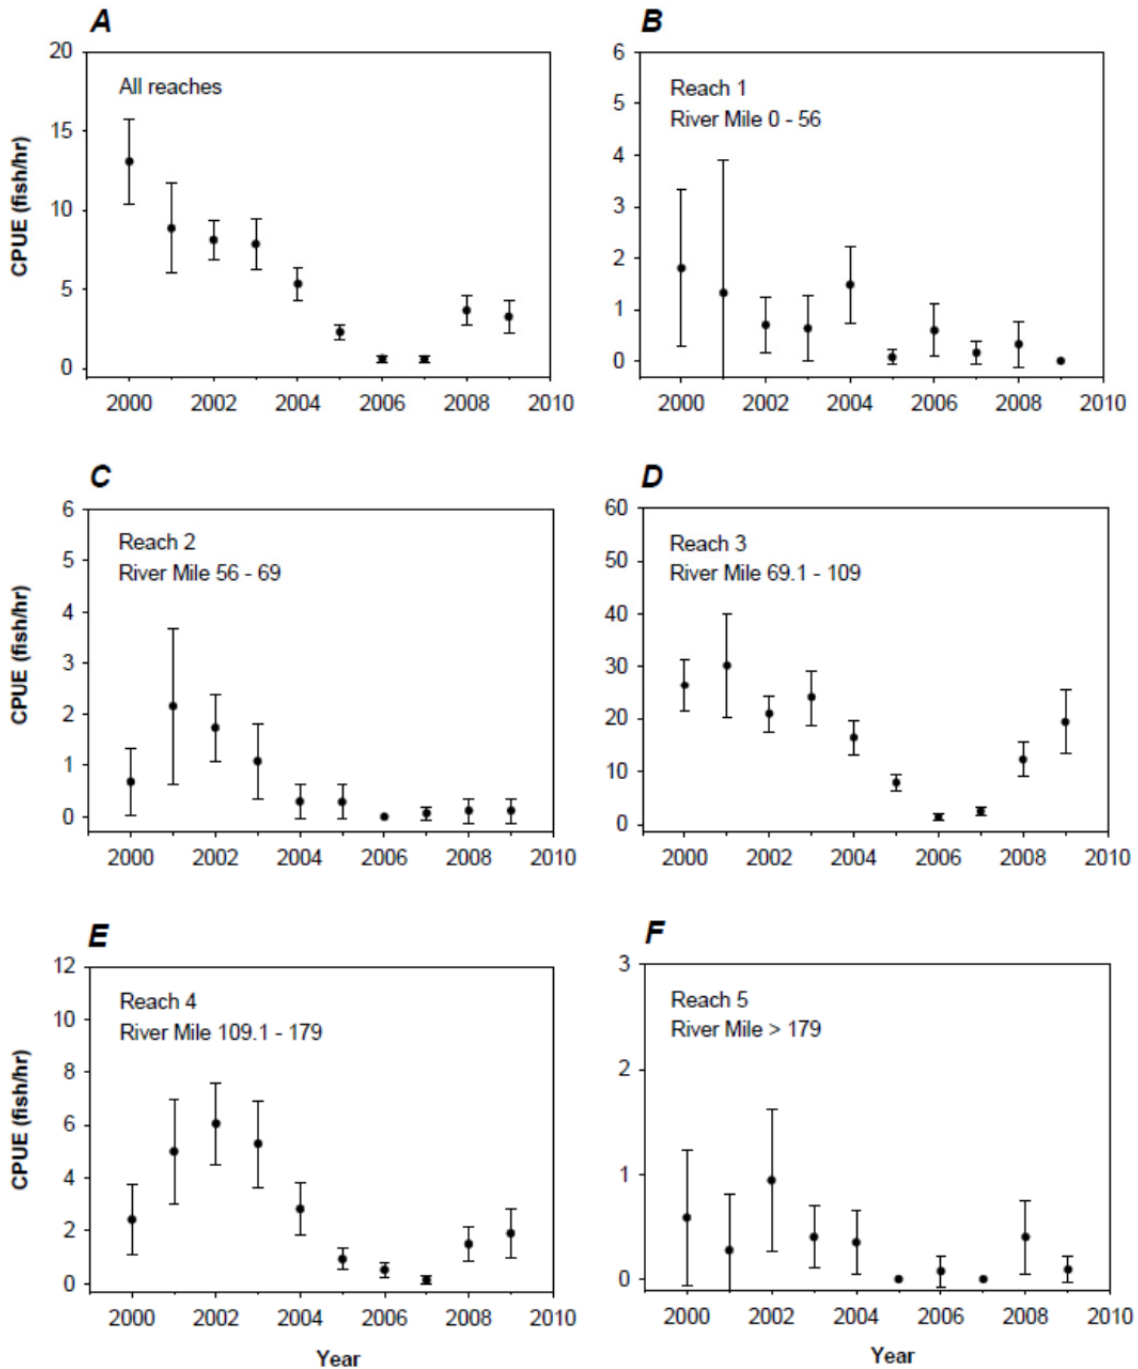 A
B
20
15
10
5
0
CPUE (fish/hr)
All reaches
2000 2002 2004 2006 2008 2010
6
5
4
3
2
1
0
Reach 1
River Mile 0 - 56
2000 2002 2004 2006 2008 2010
C
D
6
5
4
3
2
1
0
CPUE (fish/hr)
Reach 2
River Mile 56 - 69
2000 2002 2004 2006 2008 2010
60
50
40
30
20
10
0
Reach 3
River Mile 69.1 - 109
2000 2002 2004 2006 2008 2010
E
F
12
10
8
6
4
2
0
CPUE (fish/hr)
Reach 4
River Mile 109.1 - 179
2000 2002 2004 2006 2008 2010
Year
3
2
1
0
Reach 5
River Mile > 179
2000 2002 2004 2006 2008 2010
Year